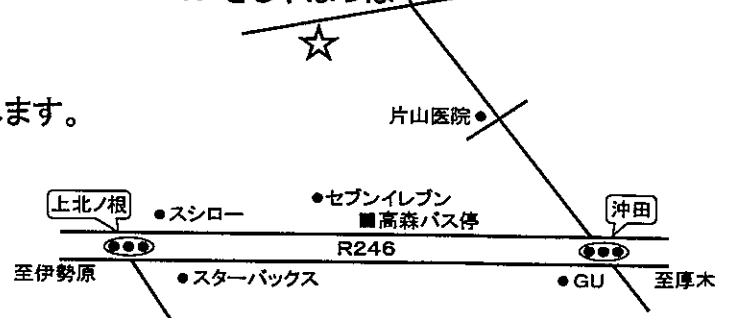 します。
片山医院
上北ノ根
スシロー
セブンイレブン
高森バス停
沖田
R246
至伊勢原
スターバックス
GU
至厚木